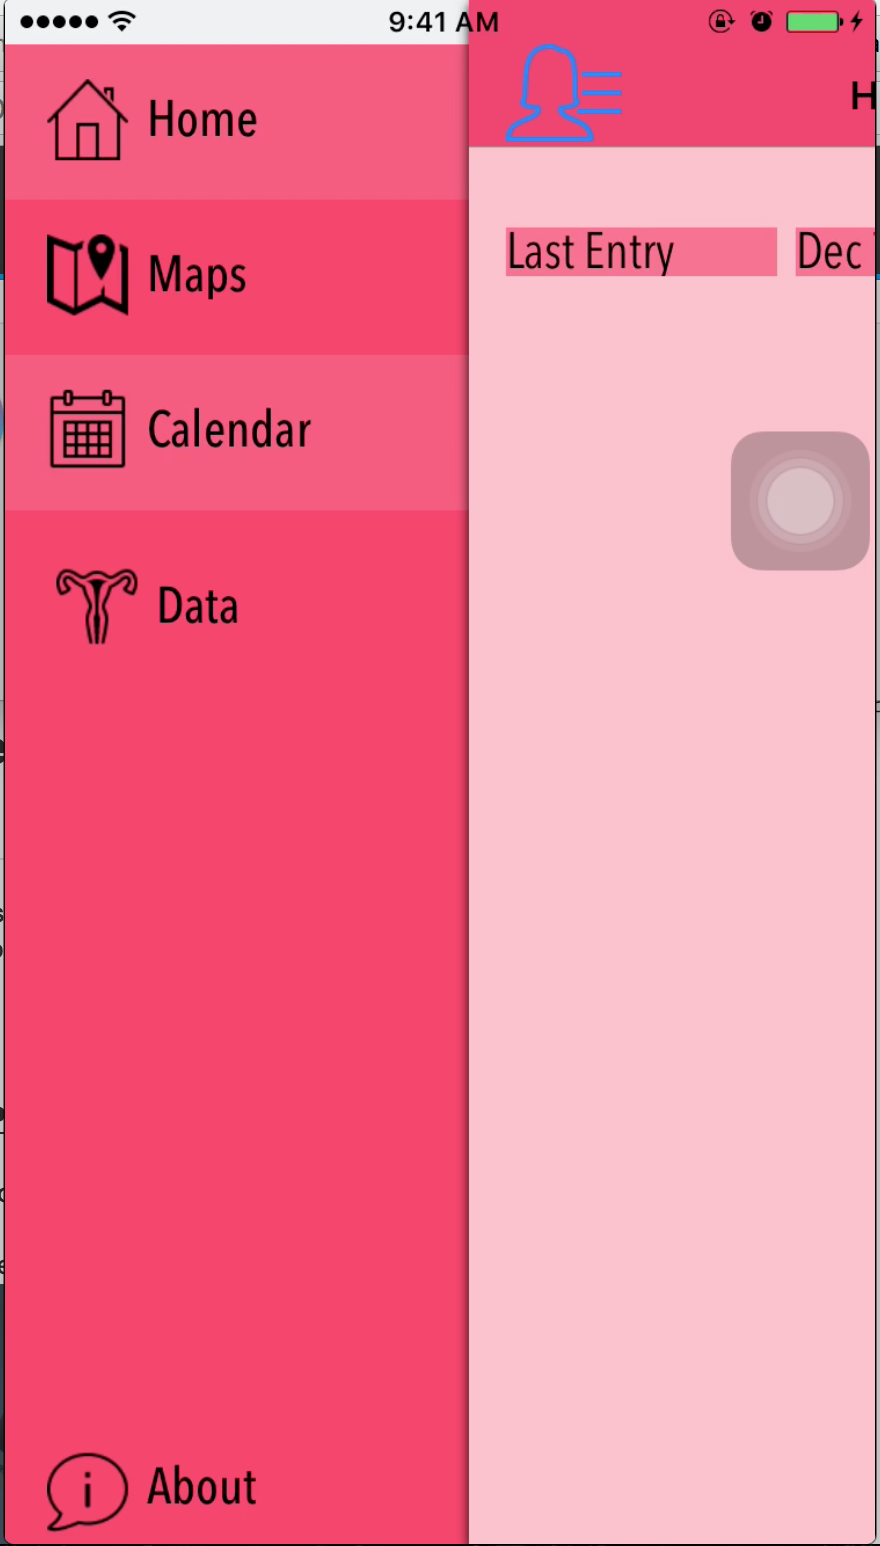 9:41 AM
Home
Maps
Calendar
Data
About
H
Last Entry
Dec